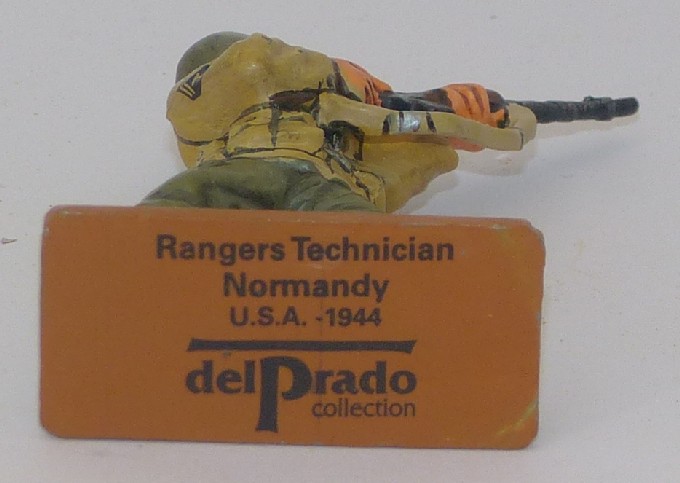 Rangers Technician
Normandy
U.S.A. -1944
delPrado
collection